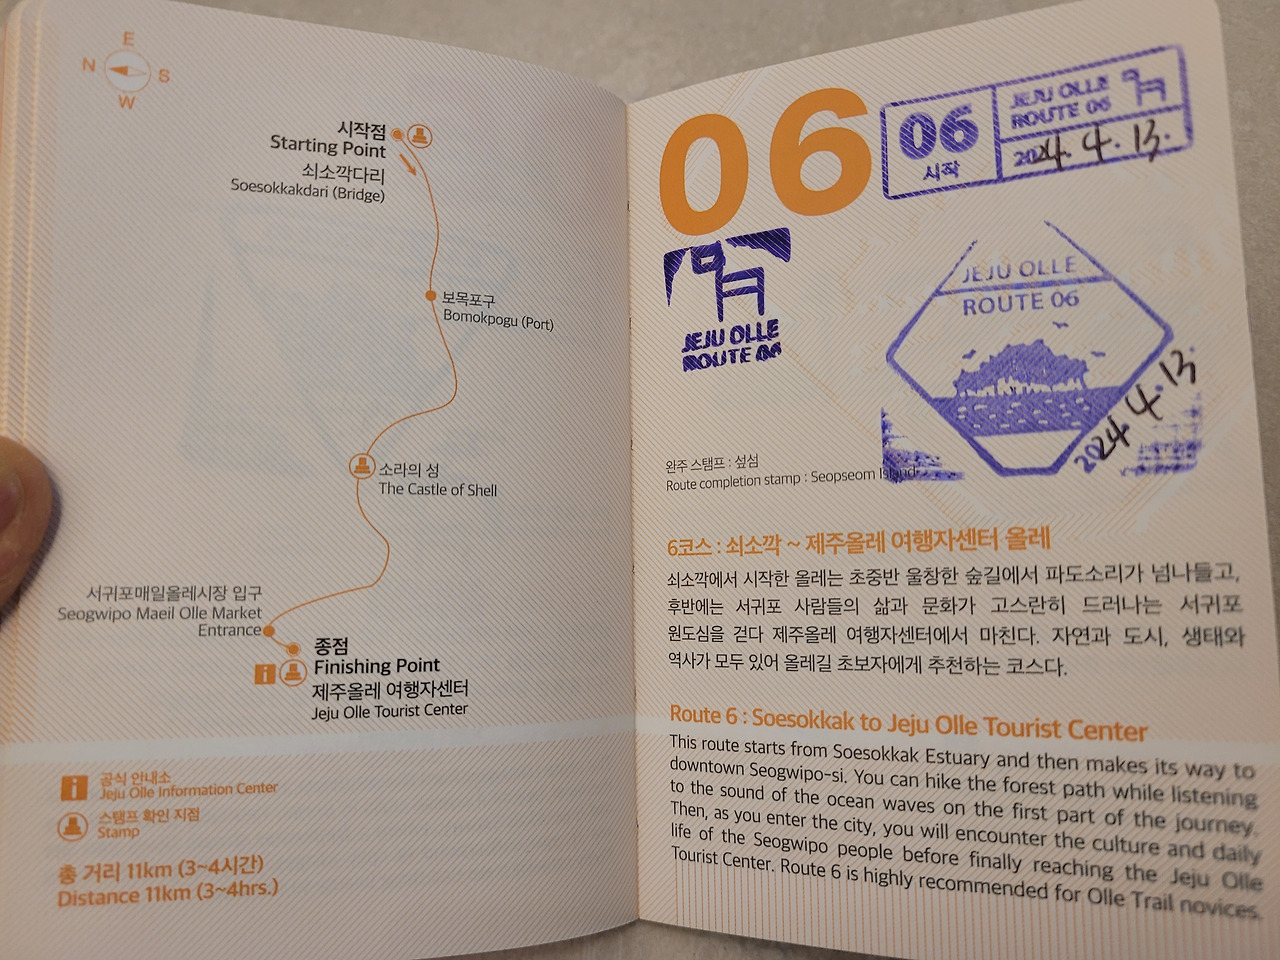 E
N
S
W
시작점
Starting Point
쇠소깍다리
Soesokkakdari (Bridge)
보목포구
Bomokpogu (Port)
소라의 성
The Castle of Shell
서귀포매일올레시장 입구
Seogwipo Maeil Olle Market
Entrance
종점
Finishing Point
제주올레 여행자센터
Jeju Olle Tourist Center
공식 안내소
Jeju Olle Information Center
스탬프 확인 지점
Stamp
총 거리 11km (3~4시간)
Distance 11km (3~4hrs.)
06
06
시작
JEJU OLLE
ROUTE 06
2024. 4. 13.
JEJU OLLE
ROUTE 06
JEJU OLLE
ROUTE 06
2024. 4. 13.
완주 스탬프 : 섶섬
Route completion stamp : Seopseom Island
6코스 : 쇠소깍 ~ 제주올레 여행자센터 올레
쇠소깍에서 시작한 올레는 초중반 울창한 숲길에서 파도소리가 넘나들고,
후반에는 서귀포 사람들의 삶과 문화가 고스란히 드러나는 서귀포
원도심을 걷다 제주올레 여행자센터에서 마친다. 자연과 도시, 생태와
역사가 모두 있어 올레길 초보자에게 추천하는 코스다.
Route 6 : Soesokkak to Jeju Olle Tourist Center
This route starts from Soesokkak Estuary and then makes its way to
downtown Seogwipo-si. You can hike the forest path while listening
to the sound of the ocean waves on the first part of the journey.
Then, as you enter the city, you will encounter the culture and daily
life of the Seogwipo people before finally reaching the Jeju Olle
Tourist Center. Route 6 is highly recommended for Olle Trail novices.